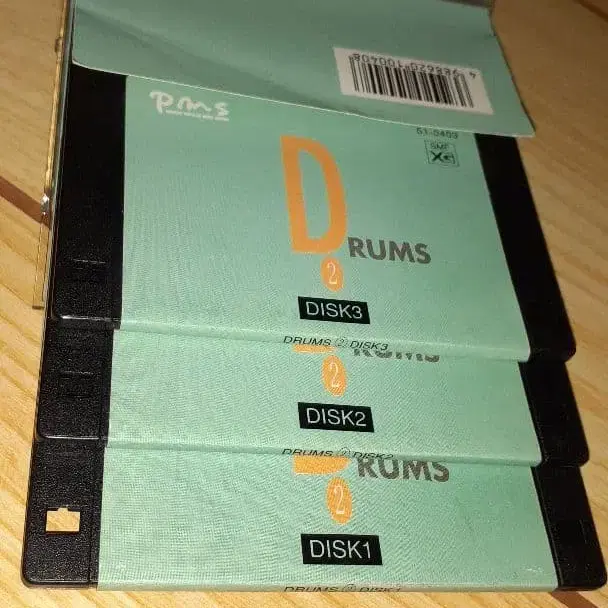 pms
SMF
XG
DRUMS
2
DISK3
DRUMS ② DISK3
RUMS
2
DISK2
DRUMS ② DISK2
RUMS
2
DISK1
DRUMS ② DISK1